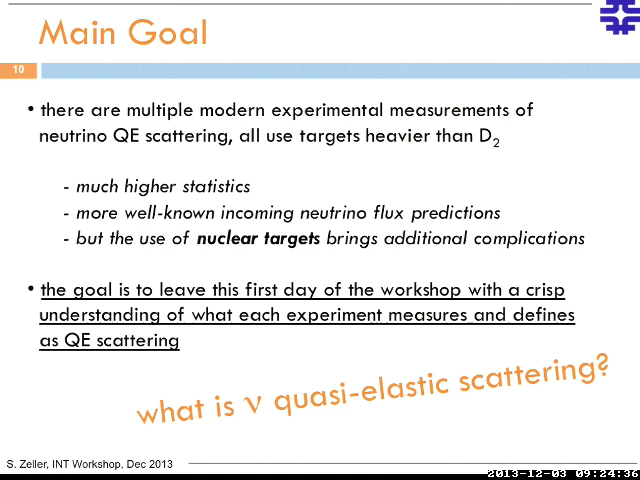 Main Goal
10
• there are multiple modern experimental measurements of
neutrino QE scattering, all use targets heavier than D2
- much higher statistics
- more well-known incoming neutrino flux predictions
- but the use of nuclear targets brings additional complications
• the goal is to leave this first day of the workshop with a crisp
understanding of what each experiment measures and defines
as QE scattering
what is ν quasi-elastic scattering?
S. Zeller, INT Workshop, Dec 2013
2013-12-03 09:24:36